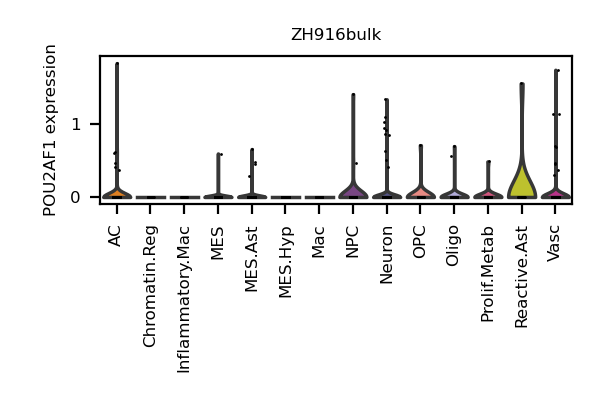 ZH916bulk
POU2AF1 expression
1
0
AC
Chromatin.Reg
Inflammatory.Mac
MES
MES.Ast
MES.Hyp
Mac
NPC
Neuron
OPC
Oligo
Prolif.Metab
Reactive.Ast
Vasc